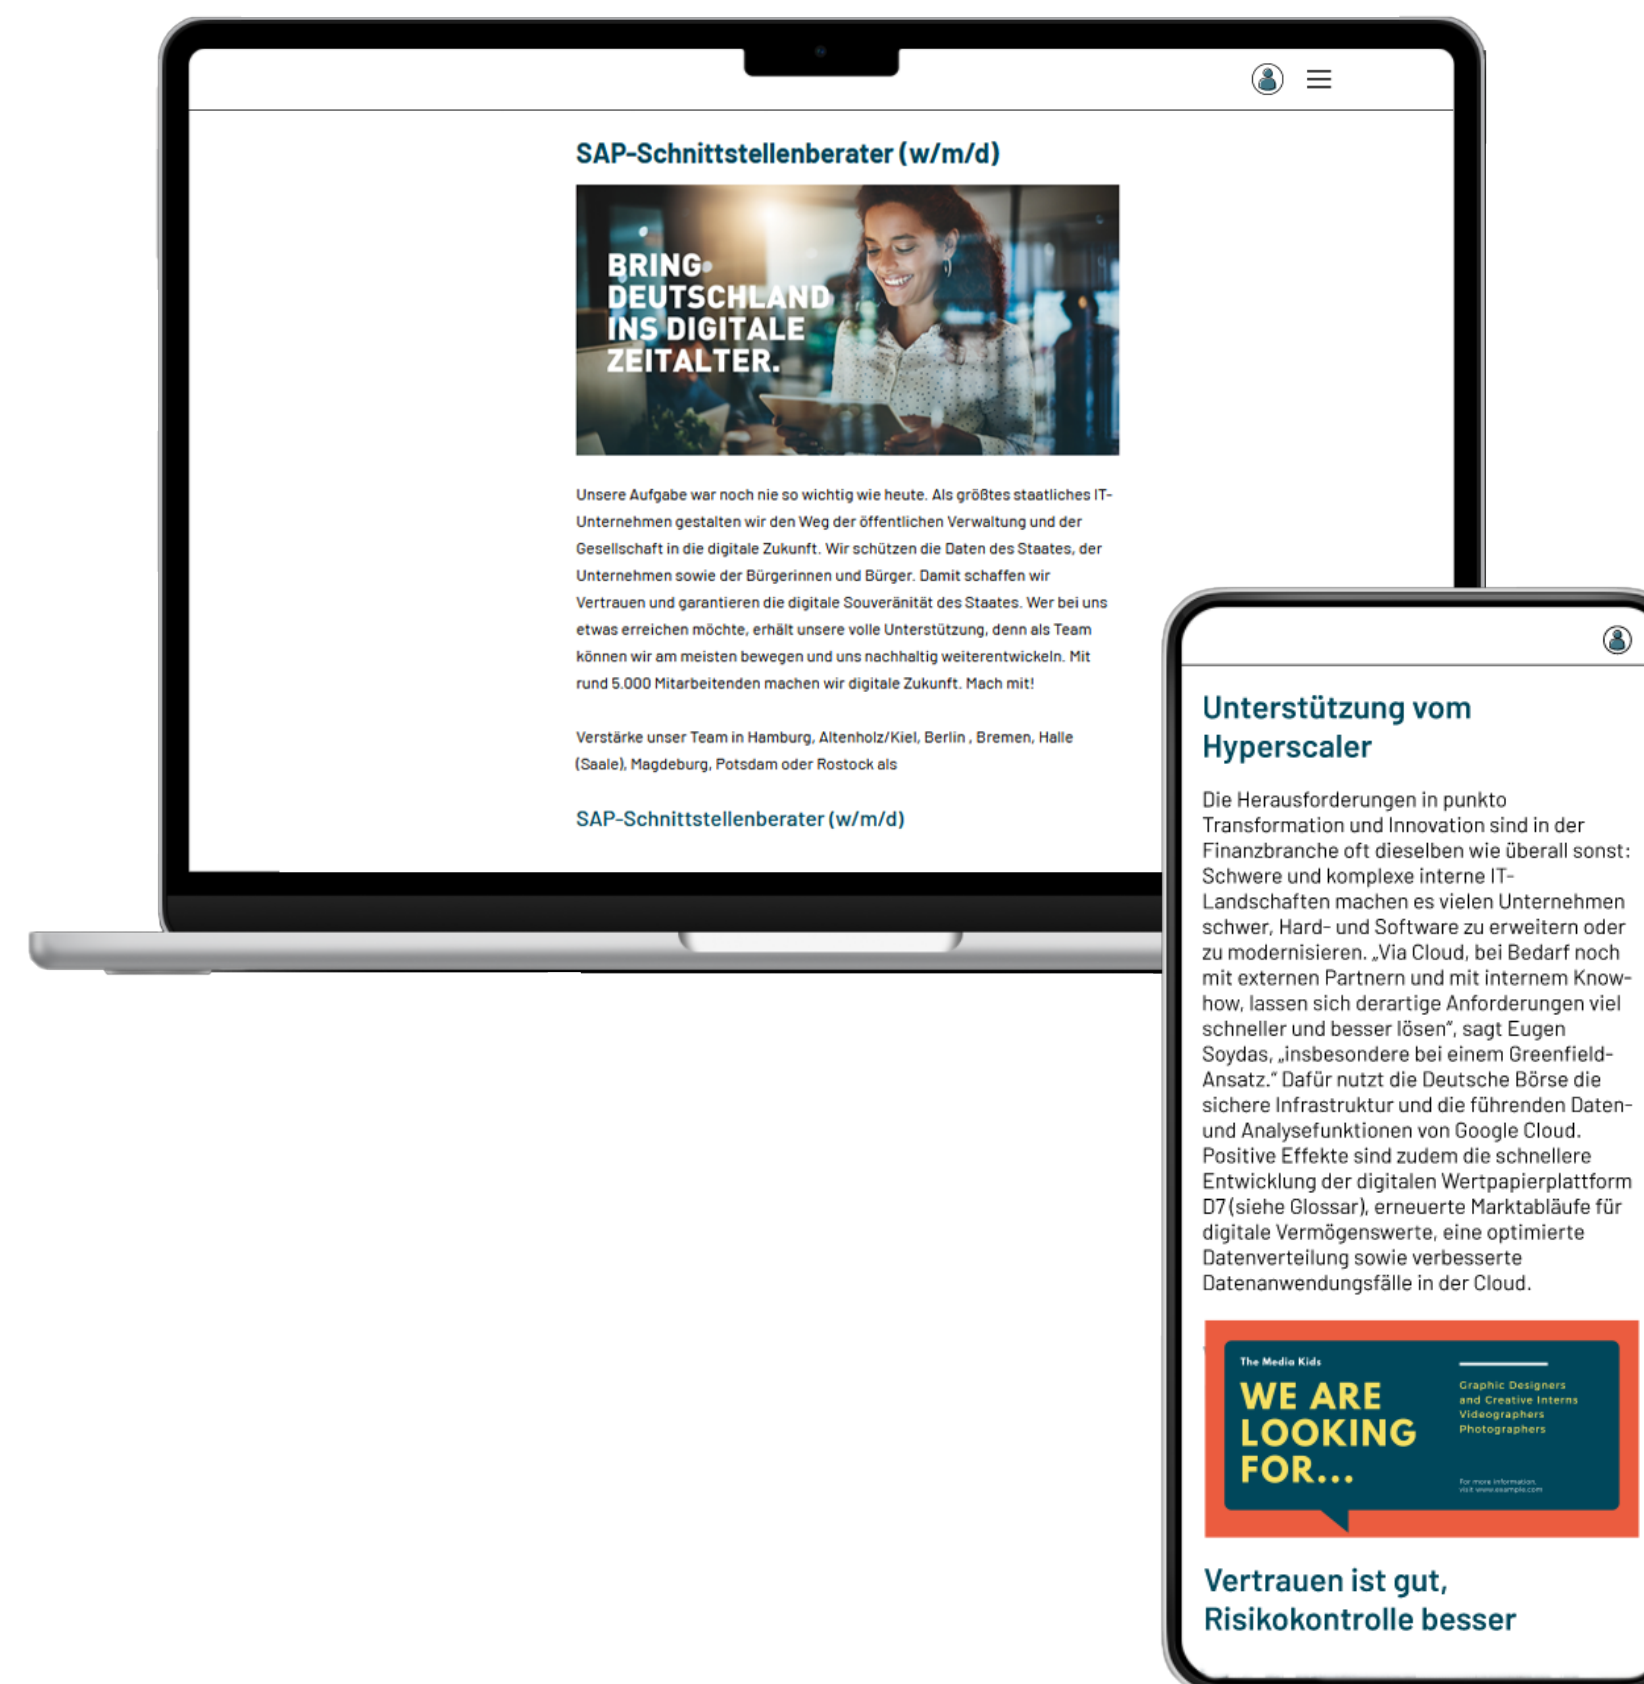 SAP-Schnittstellenberater (w/m/d)
BRING
DEUTSCHLAND
INS DIGITALE
ZEITALTER.
Unsere Aufgabe war noch nie so wichtig wie heute. Als größtes staatliches IT-
Unternehmen gestalten wir den Weg der öffentlichen Verwaltung und der
Gesellschaft in die digitale Zukunft. Wir schützen die Daten des Staates, der
Unternehmen sowie der Bürgerinnen und Bürger. Damit schaffen wir
Vertrauen und garantieren die digitale Souveränität des Staates. Wer bei uns
etwas erreichen möchte, erhält unsere volle Unterstützung, denn als Team
können wir am meisten bewegen und uns nachhaltig weiterentwickeln. Mit
rund 5.000 Mitarbeitenden machen wir digitale Zukunft. Mach mit!
Verstärke unser Team in Hamburg, Altenholz/Kiel, Berlin , Bremen, Halle
(Saale), Magdeburg, Potsdam oder Rostock als
SAP-Schnittstellenberater (w/m/d)
Unterstützung vom
Hyperscaler
Die Herausforderungen in punkto
Transformation und Innovation sind in der
Finanzbranche oft dieselben wie überall sonst:
Schwere und komplexe interne IT-
Landschaften machen es vielen Unternehmen
schwer, Hard- und Software zu erweitern oder
zu modernisieren. „Via Cloud, bei Bedarf noch
mit externen Partnern und mit internem Know-
how, lassen sich derartige Anforderungen viel
schneller und besser lösen“, sagt Eugen
Soydas, „insbesondere bei einem Greenfield-
Ansatz.“ Dafür nutzt die Deutsche Börse die
sichere Infrastruktur und die führenden Daten-
und Analysefunktionen von Google Cloud.
Positive Effekte sind zudem die schnellere
Entwicklung der digitalen Wertpapierplattform
D7 (siehe Glossar), erneuerte Marktabläufe für
digitale Vermögenswerte, eine optimierte
Datenverteilung sowie verbesserte
Datenanwendungsfälle in der Cloud.
The Media Kids
WE ARE
LOOKING
FOR...
Graphic Designers
and Creative Interns
Videographers
Photographers
For more information,
visit www.example.com
Vertrauen ist gut,
Risikokontrolle besser